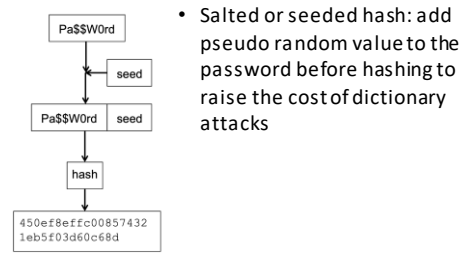 Pa$$W0rd
seed
Pa$$W0rd seed
hash
450ef8effc00857432
1eb5f03d60c68d
• Salted or seeded hash: add
pseudo random value to the
password before hashing to
raise the cost of dictionary
attacks